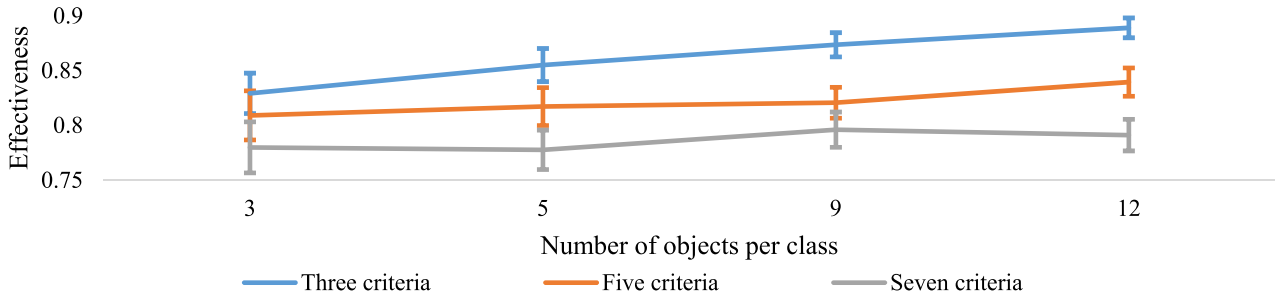 Effectiveness
0.9
0.85
0.8
0.75
3 5 9 12
Number of objects per class
Three criteria Five criteria Seven criteria